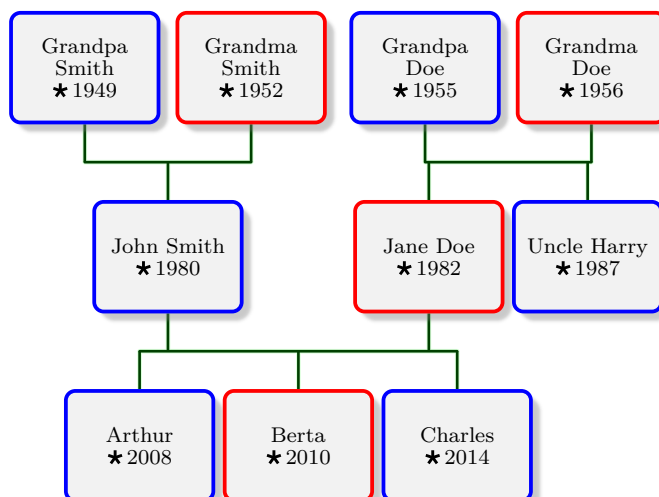 Grandpa
Smith
★ 1949
Grandma
Smith
★ 1952
Grandpa
Doe
★ 1955
Grandma
Doe
★ 1956
John Smith
★ 1980
Jane Doe
★ 1982
Uncle Harry
★ 1987
Arthur
★ 2008
Berta
★ 2010
Charles
★ 2014